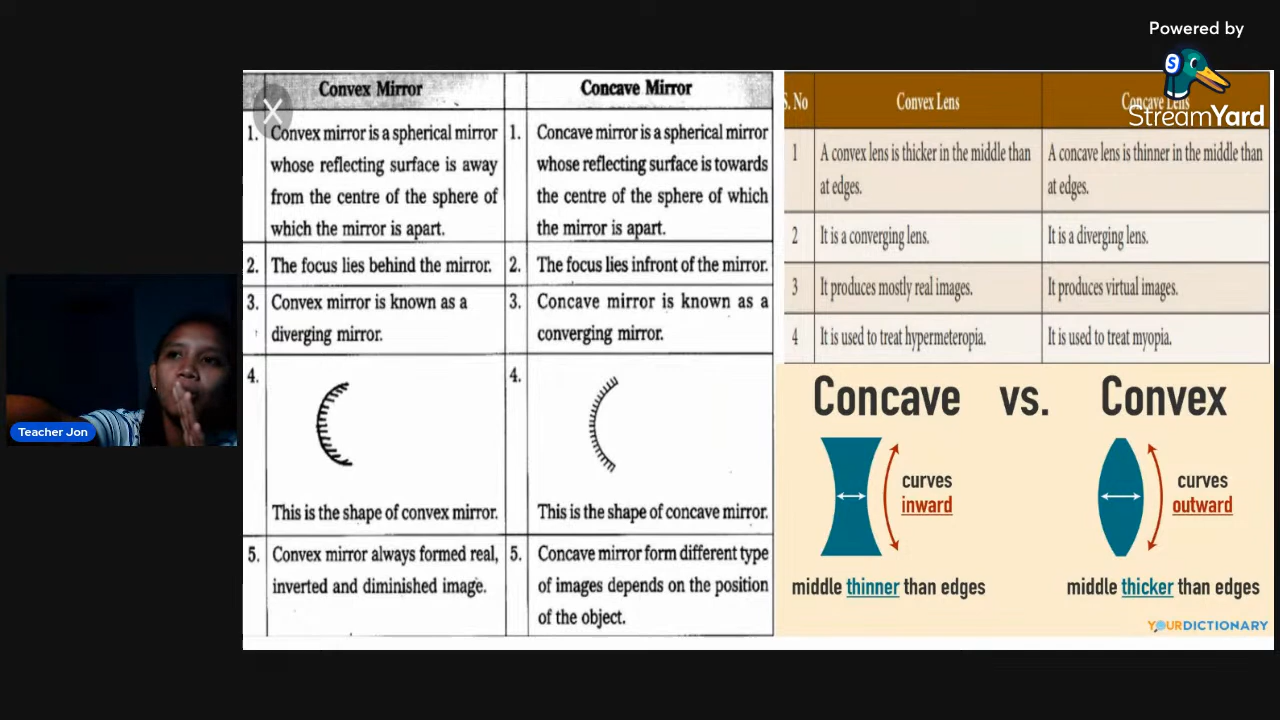 Powered by
StreamYard
Convex Mirror
Concave Mirror
1.
Convex mirror is a spherical mirror
whose reflecting surface is away
from the centre of the sphere of
which the mirror is apart.
1.
Concave mirror is a spherical mirror
whose reflecting surface is towards
the centre of the sphere of which
the mirror is apart.
2.
The focus lies behind the mirror.
2.
The focus lies infront of the mirror.
3.
Convex mirror is known as a
diverging mirror.
3.
Concave mirror is known as a
converging mirror.
4.
This is the shape of convex mirror.
4.
This is the shape of concave mirror.
5.
Convex mirror always formed real,
inverted and diminished image.
5.
Concave mirror form different type
of images depends on the position
of the object.
S. No
Convex Lens
Concave Lens
1
A convex lens is thicker in the middle than
at edges.
A concave lens is thinner in the middle than
at edges.
2
It is a converging lens.
It is a diverging lens.
3
It produces mostly real images.
It produces virtual images.
4
It is used to treat hypermeteropia.
It is used to treat myopia.
Concave vs. Convex
curves
inward
middle thinner than edges
curves
outward
middle thicker than edges
YOURDICTIONARY
Teacher Jon